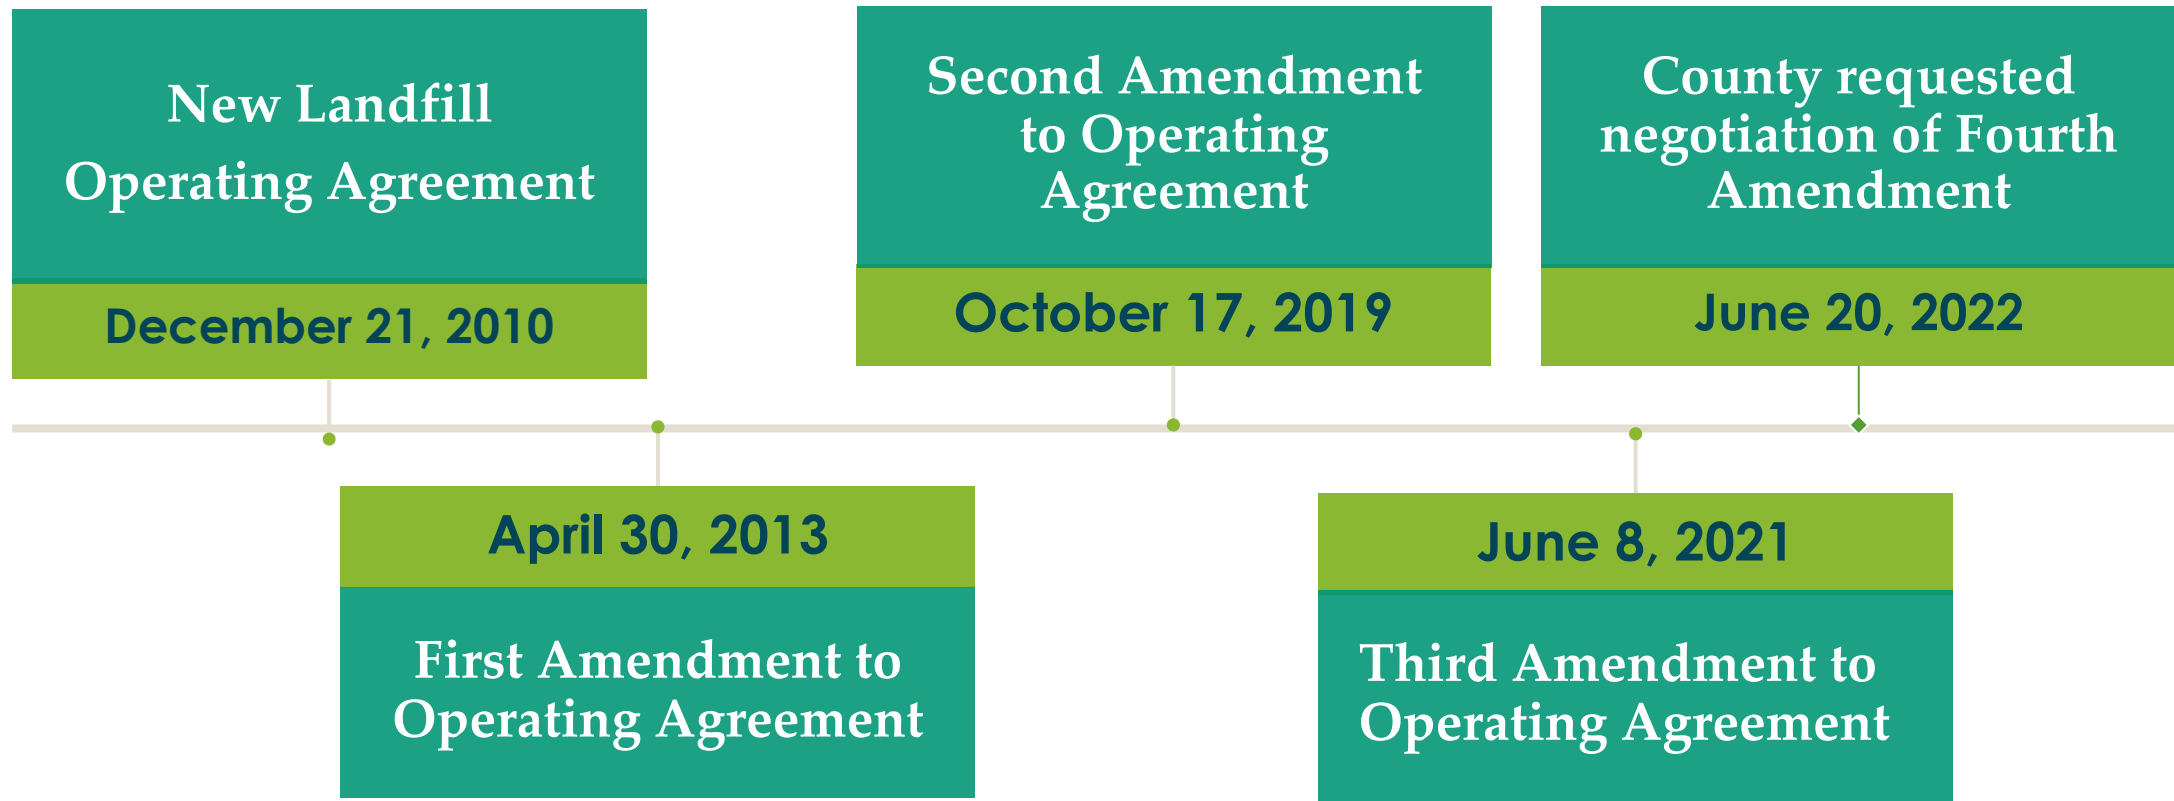 New Landfill
Operating Agreement
December 21, 2010
April 30, 2013
First Amendment to
Operating Agreement
Second Amendment
to Operating
Agreement
October 17, 2019
June 8, 2021
Third Amendment to
Operating Agreement
County requested
negotiation of Fourth
Amendment
June 20, 2022